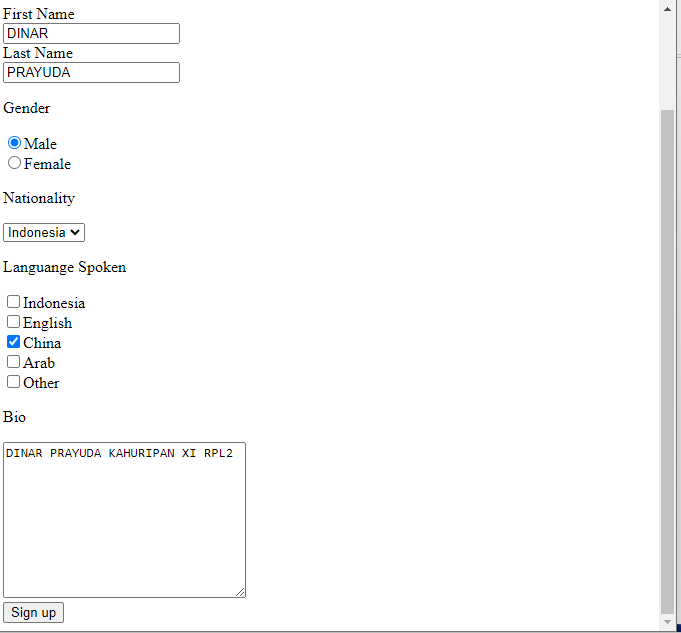 First Name
DINAR
Last Name
PRAYUDA
Gender
Male
Female
Nationality
Indonesia
Languange Spoken
Indonesia
English
China
Arab
Other
Bio
DINAR PRAYUDA KAHURIPAN XI RPL2
Sign up